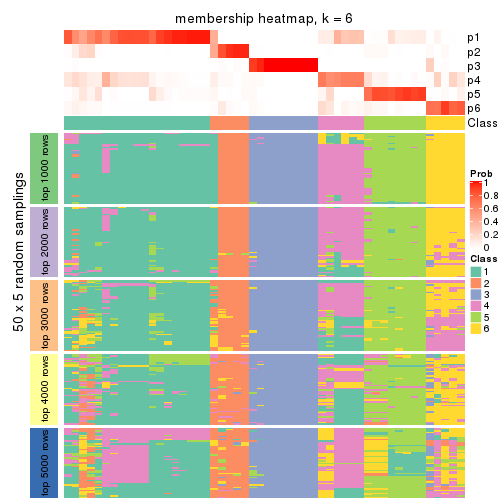 membership heatmap, k = 6
p1
p2
p3
p4
p5
p6
Class
50 x 5 random samplings
top 1000 rows
top 2000 rows
top 3000 rows
top 4000 rows
top 5000 rows
Prob
1
0.8
0.6
0.4
0.2
0
Class
1
2
3
4
5
6